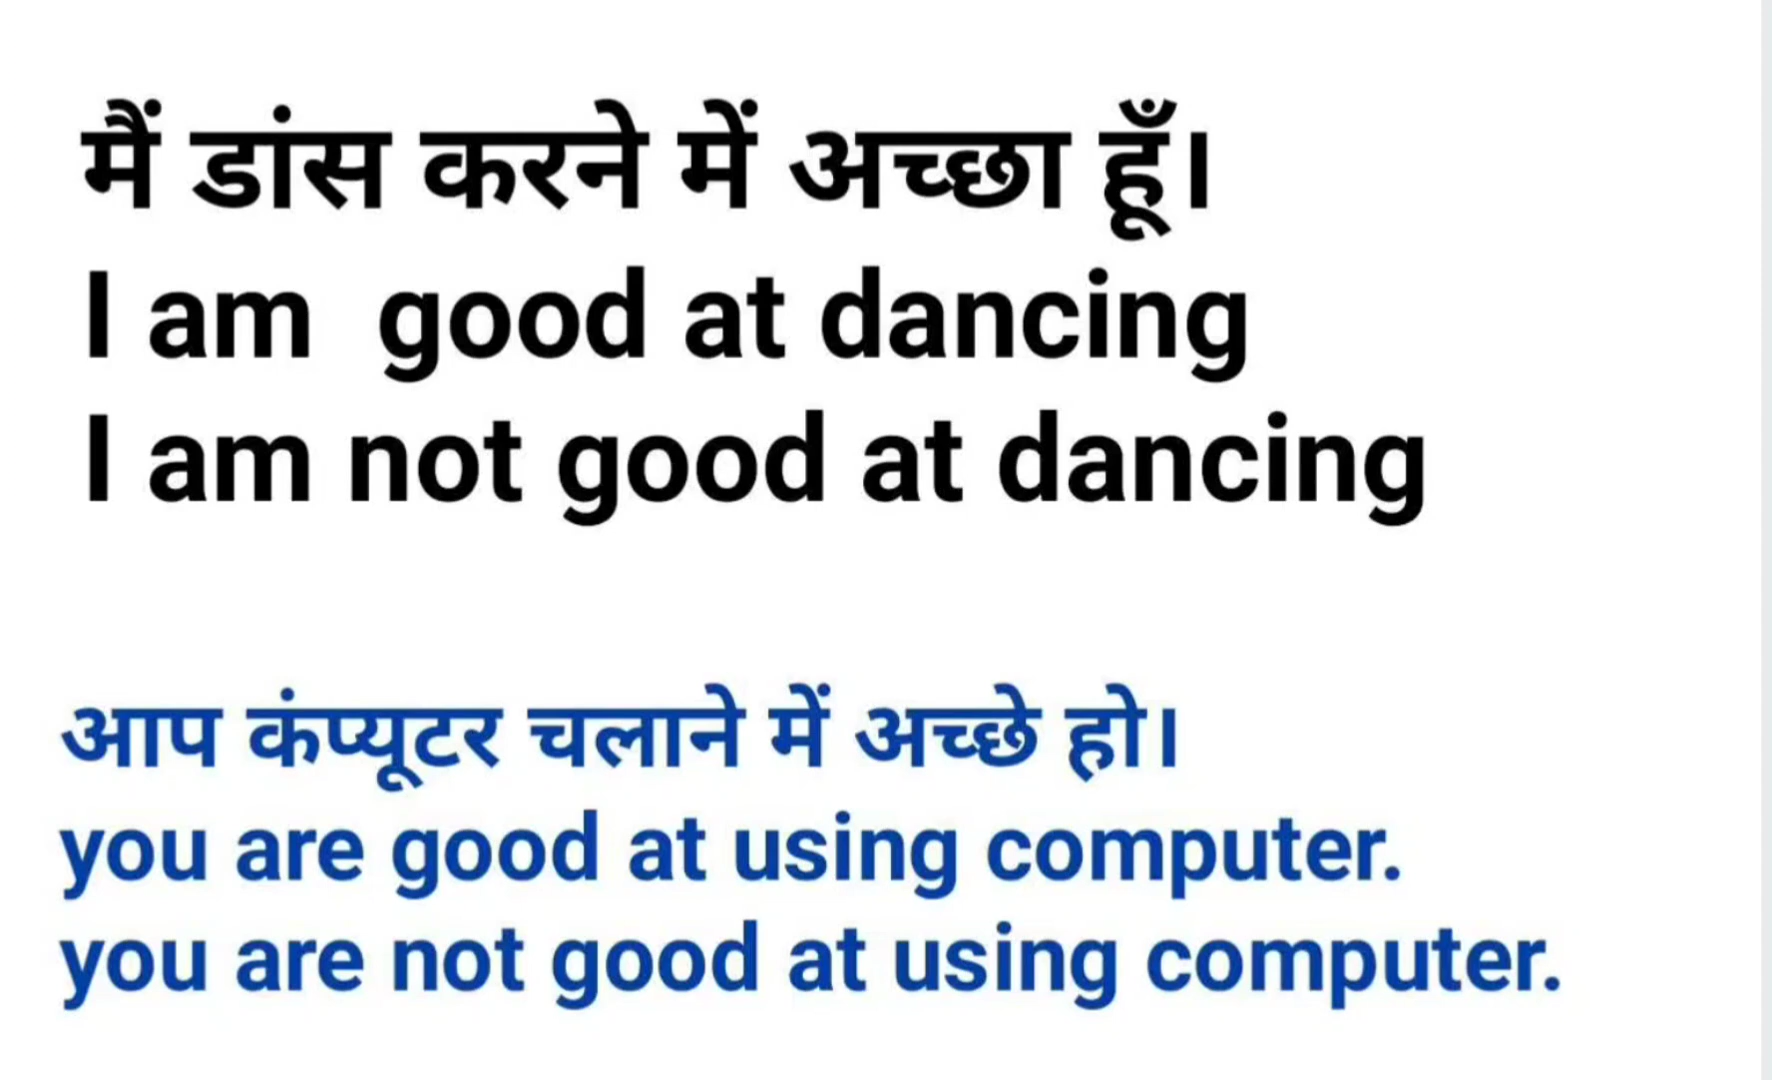 मैं डांस करने में अच्छा हूँ।
I am  good at dancing
I am not good at dancing
आप कंप्यूटर चलाने में अच्छे हो।
you are good at using computer.
you are not good at using computer.